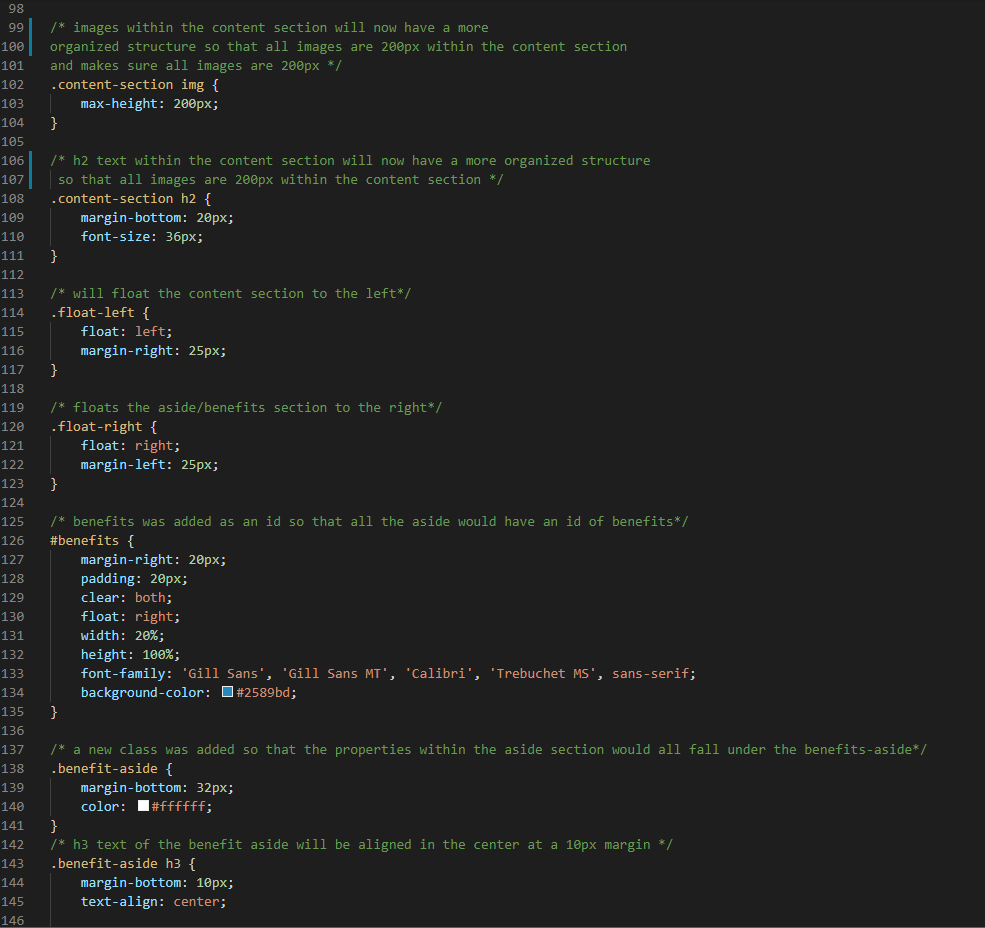 98
99 /* images within the content section will now have a more
100 organized structure so that all images are 200px within the content section
101 and makes sure all images are 200px */
102 .content-section img {
103     max-height: 200px;
104 }
105
106 /* h2 text within the content section will now have a more organized structure
107  so that all images are 200px within the content section */
108 .content-section h2 {
109     margin-bottom: 20px;
110     font-size: 36px;
111 }
112
113 /* will float the content section to the left*/
114 .float-left {
115     float: left;
116     margin-right: 25px;
117 }
118
119 /* floats the aside/benefits section to the right*/
120 .float-right {
121     float: right;
122     margin-left: 25px;
123 }
124
125 /* benefits was added as an id so that all the aside would have an id of benefits*/
126 #benefits {
127     margin-right: 20px;
128     padding: 20px;
129     clear: both;
130     float: right;
131     width: 20%;
132     height: 100%;
133     font-family: 'Gill Sans', 'Gill Sans MT', 'Calibri', 'Trebuchet MS', sans-serif;
134     background-color: #2589bd;
135 }
136
137 /* a new class was added so that the properties within the aside section would all fall under the benefits-aside*/
138 .benefit-aside {
139     margin-bottom: 32px;
140     color: #ffffff;
141 }
142 /* h3 text of the benefit aside will be aligned in the center at a 10px margin */
143 .benefit-aside h3 {
144     margin-bottom: 10px;
145     text-align: center;
146